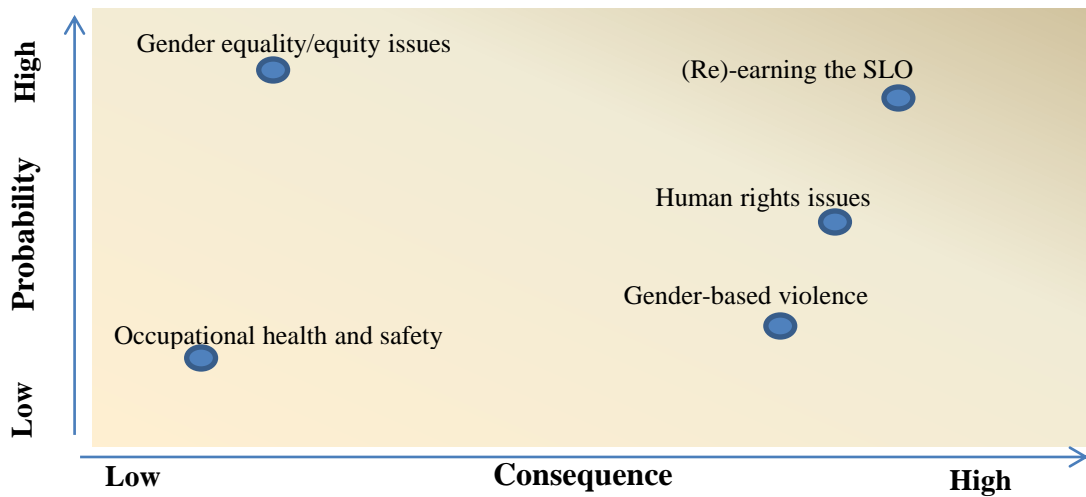 Gender equality/equity issues
(Re)-earning the SLO
High
Human rights issues
Probability
Gender-based violence
Occupational health and safety
Low
Low
Consequence
High